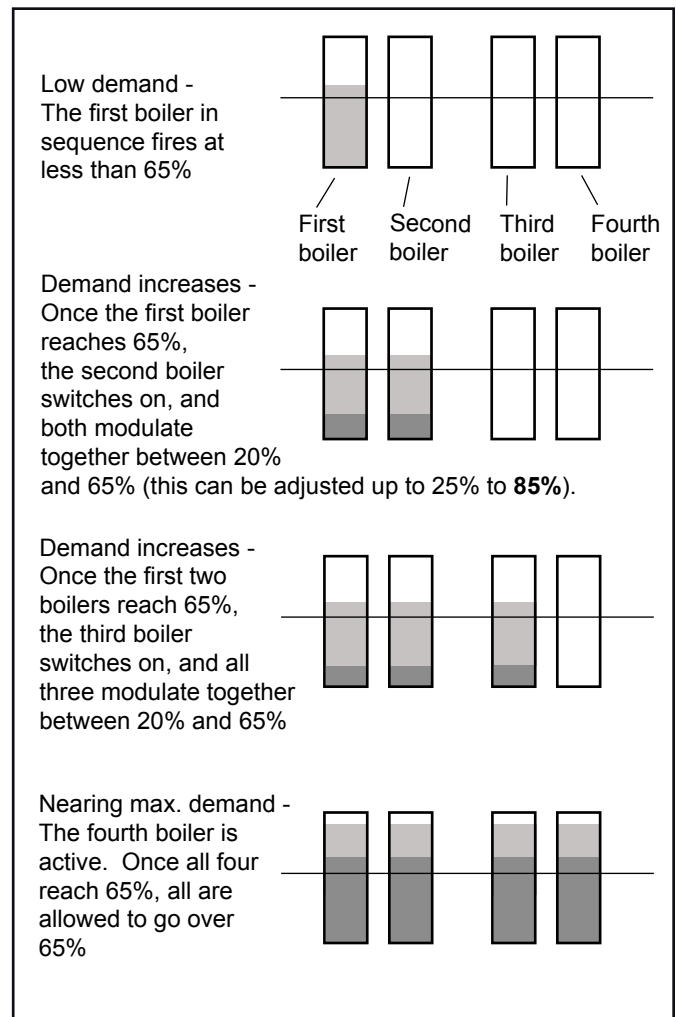 Low demand -
The first boiler in
sequence fires at
less than 65%
First
boiler
Second
boiler
Third
boiler
Fourth
boiler
Demand increases -
Once the first boiler
reaches 65%,
the second boiler
switches on, and
both modulate
together between 20%
and 65% (this can be adjusted up to 25% to 85%).
Demand increases -
Once the first two
boilers reach 65%,
the third boiler
switches on, and all
three modulate together
between 20% and 65%
Nearing max. demand -
The fourth boiler is
active. Once all four
reach 65%, all are
allowed to go over
65%